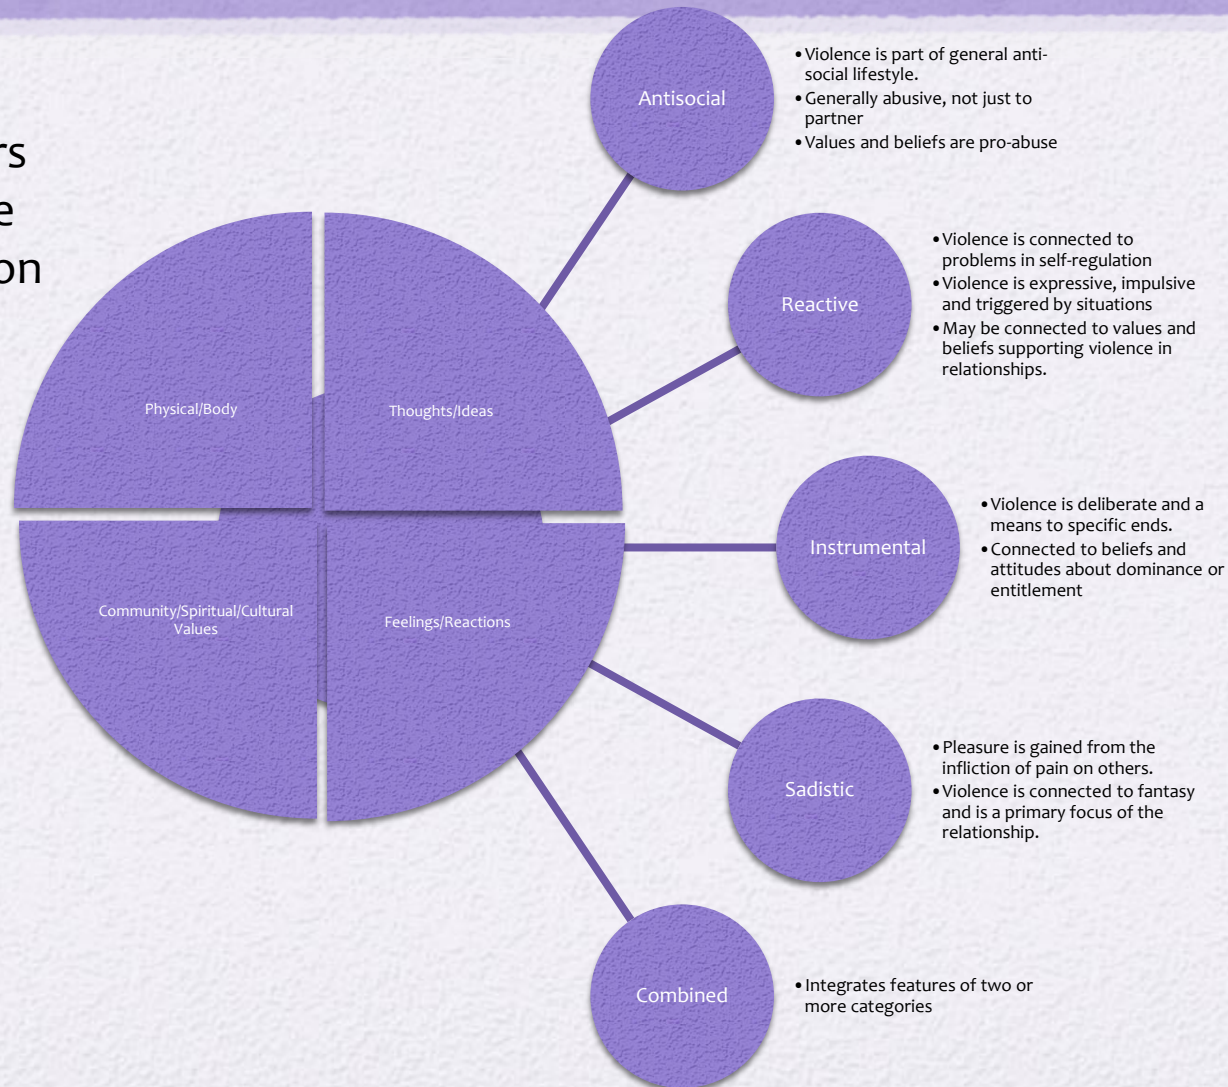 rs
e
on
Antisocial
•Violence is part of general anti-
social lifestyle.
•Generally abusive, not just to
partner
•Values and beliefs are pro-abuse
Reactive
•Violence is connected to
problems in self-regulation
•Violence is expressive, impulsive
and triggered by situations
•May be connected to values and
beliefs supporting violence in
relationships.
Physical/Body
Thoughts/Ideas
Instrumental
•Violence is deliberate and a
means to specific ends.
•Connected to beliefs and
attitudes about dominance or
entitlement
Community/Spiritual/Cultural
Values
Feelings/Reactions
Sadistic
•Pleasure is gained from the
infliction of pain on others.
•Violence is connected to fantasy
and is a primary focus of the
relationship.
Combined
•Integrates features of two or
more categories